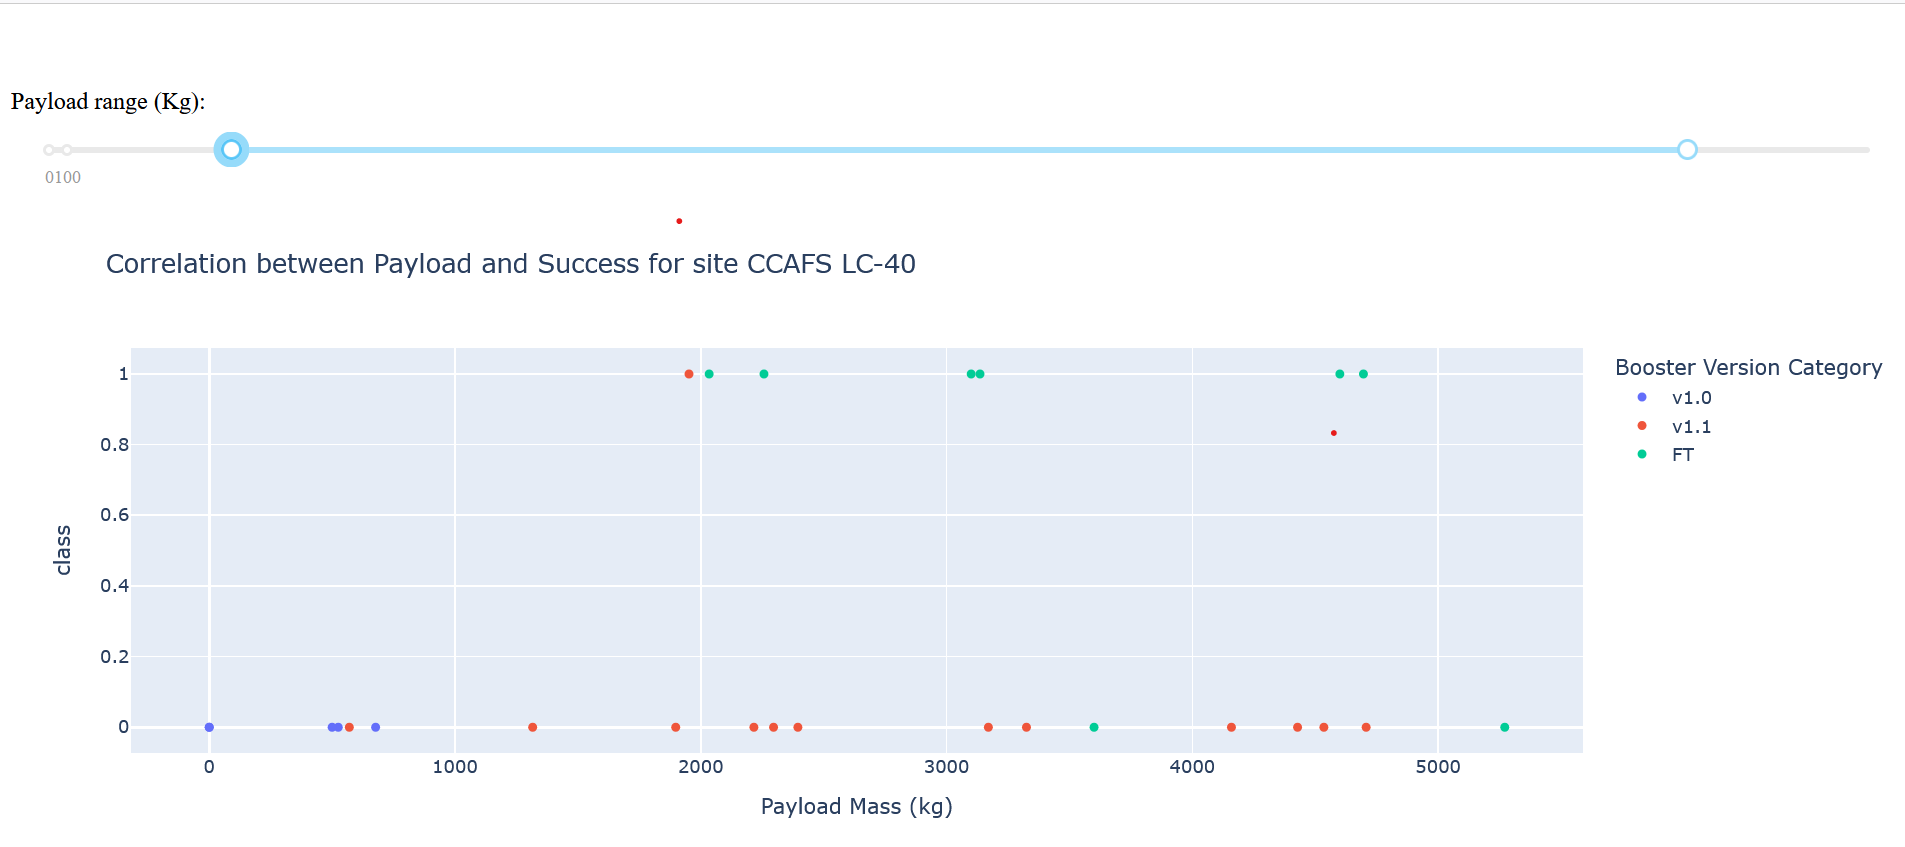 Payload range (Kg):
0100
Correlation between Payload and Success for site CCAFS LC-40
Booster Version Category
v1.0
v1.1
FT
1
0.8
0.6
0.4
0.2
0
class
0 1000 2000 3000 4000 5000
Payload Mass (kg)